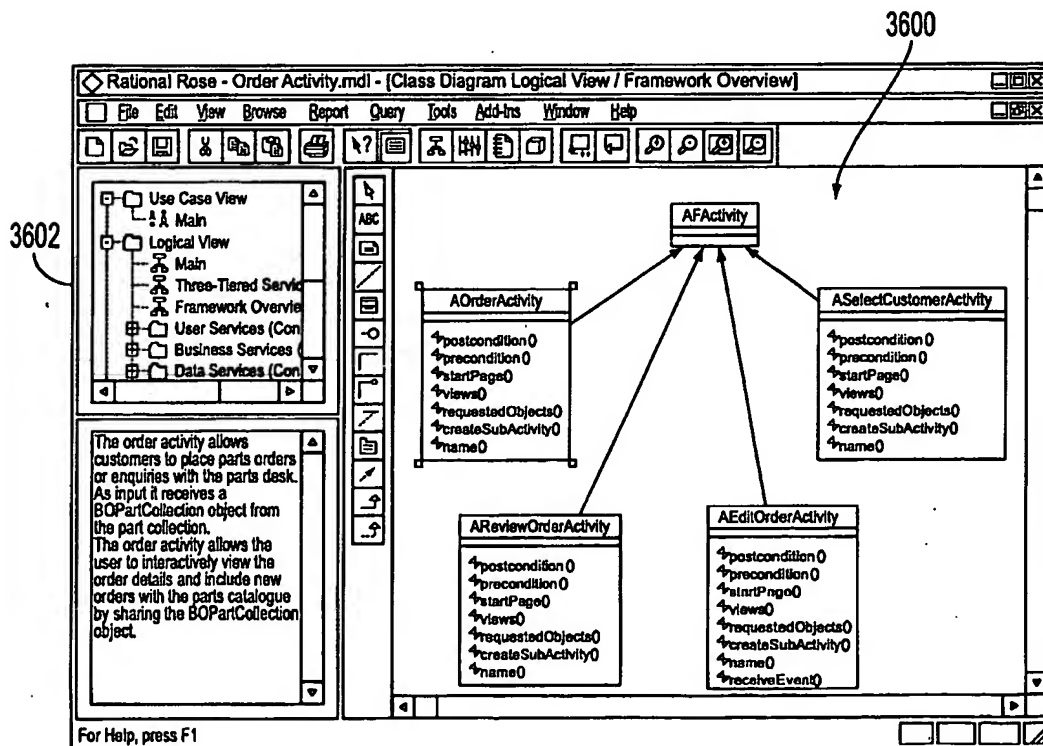 3600
Rational Rose - Order Activity.mdl - [Class Diagram Logical View / Framework Overview]
File Edit View Browse Report Query Tools Add-Ins Window Help
ABC
3602
Use Case View
Main
Logical View
Main
Three-Tiered Servic
Framework Overvie
User Services (Con
Business Services (
Data Services (Con
The order activity allows
customers to place parts orders
or enquiries with the parts desk.
As input it receives a
BOPartCollection object from
the part collection.
The order activity allows the
user to interactively view the
order details and include new
orders with the parts catalogue
by sharing the BOPartCollection
object.
AFActivity
AOrderActivity
postcondition()
precondition()
startPage()
views()
requestedObjects()
createSubActivity()
name()
ASelectCustomerActivity
postcondition()
precondition()
startPage()
views()
requestedObjects()
createSubActivity()
name()
AReviewOrderActivity
postcondition()
precondition()
startPage()
views()
requestedObjects()
createSubActivity()
name()
AEditOrderActivity
postcondition()
precondition()
startPage()
views()
requestedObjects()
createSubActivity()
name()
receiveEvent()
For Help, press F1